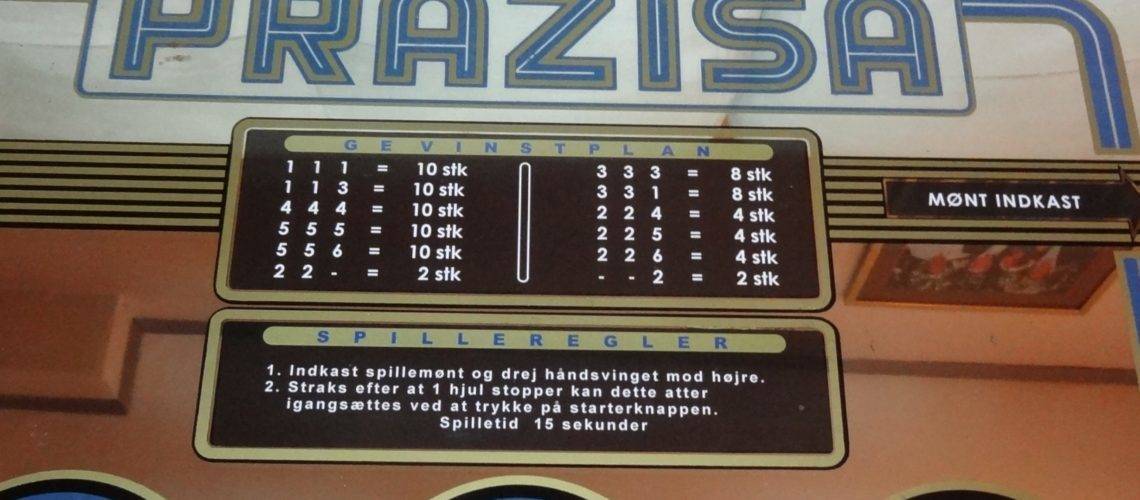 PRÄZISA
GEVINSTPLAN
1 1 1 = 10 stk
1 1 3 = 10 stk
4 4 4 = 10 stk
5 5 5 = 10 stk
5 5 6 = 10 stk
2 2 - = 2 stk
3 3 3 = 8 stk
3 3 1 = 8 stk
2 2 4 = 4 stk
2 2 5 = 4 stk
2 2 6 = 4 stk
- - 2 = 2 stk
MØNT INDKAST
SPILLEREGLER
1. Indkast spillemønt og drej håndsvinget mod højre.
2. Straks efter at 1 hjul stopper kan dette atter
igangsættes ved at trykke på starterknappen.
Spilletid 15 sekunder